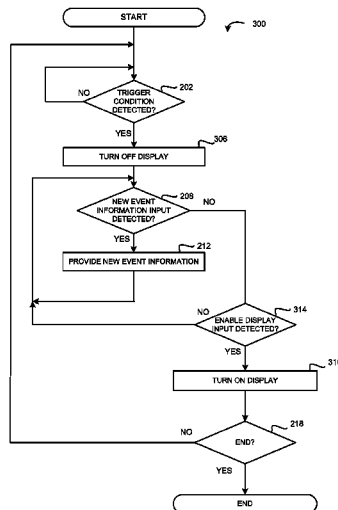 START
300
NO
TRIGGER
CONDITION
DETECTED?
202
YES
306
TURN OFF DISPLAY
NEW EVENT
INFORMATION INPUT
DETECTED?
208
NO
YES
212
PROVIDE NEW EVENT INFORMATION
NO
ENABLE DISPLAY
INPUT DETECTED?
314
YES
316
TURN ON DISPLAY
NO
END?
218
YES
END